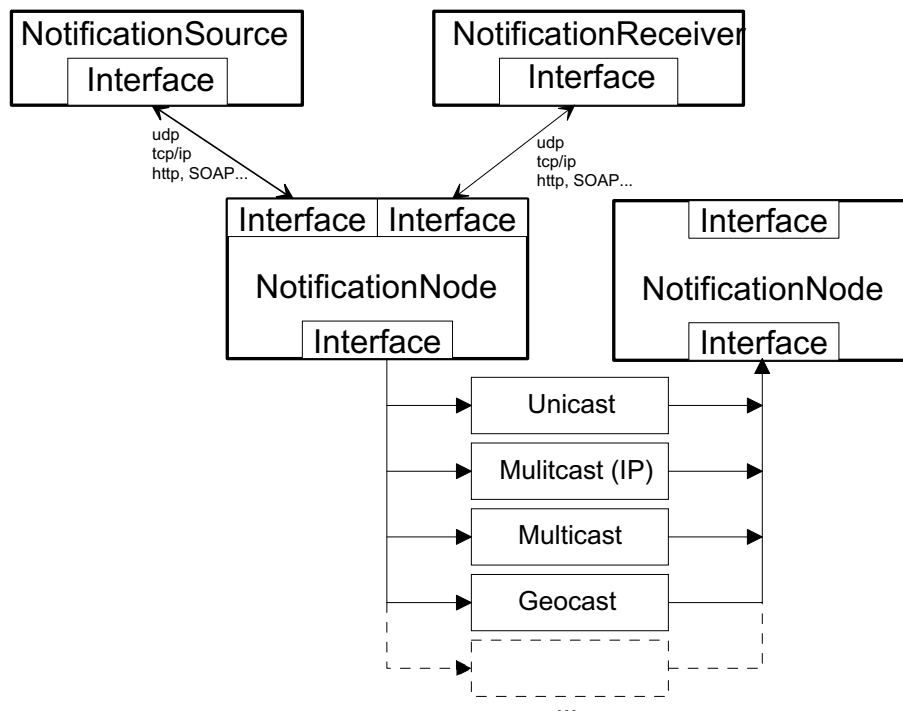 NotificationSource
Interface
NotificationReceiver
Interface
udp
tcp/ip
http, SOAP...
udp
tcp/ip
http, SOAP...
Interface
Interface
NotificationNode
Interface
Interface
NotificationNode
Interface
Unicast
Mulitcast (IP)
Multicast
Geocast
...